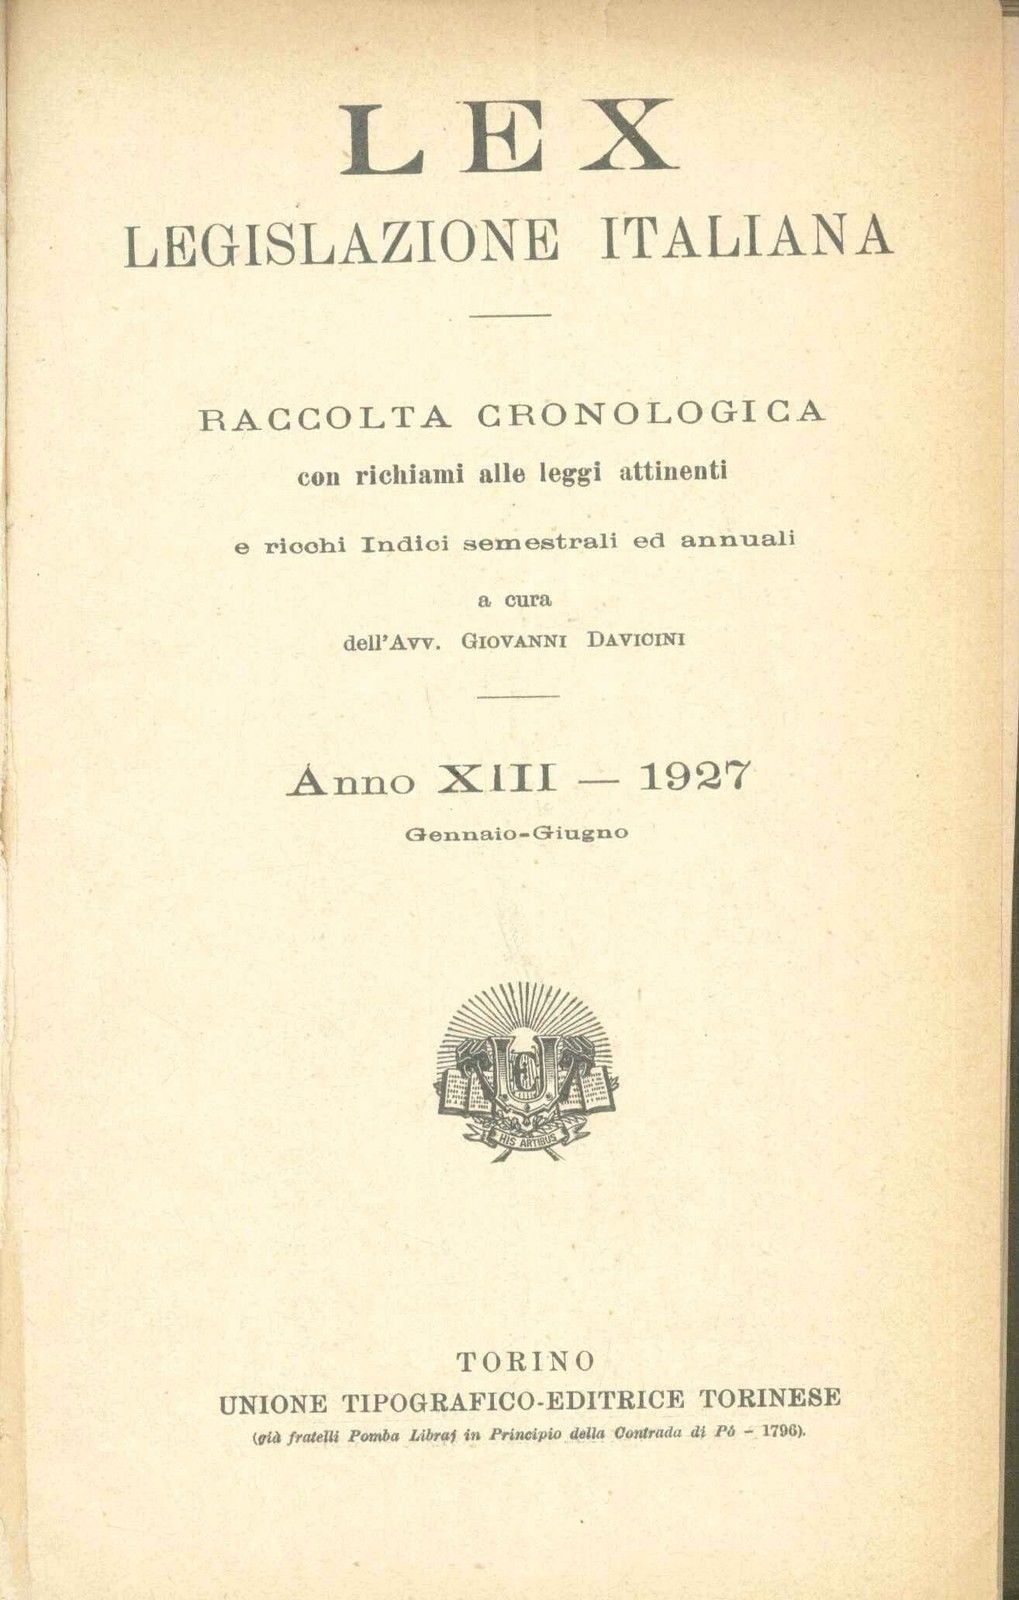 LEX
LEGISLAZIONE ITALIANA
RACCOLTA CRONOLOGICA
con richiami alle leggi attinenti
e ricchi Indici semestrali ed annuali
a cura
dell'Avv. GIOVANNI DAVICINI
Anno XIII — 1927
Gennaio-Giugno
UTE
HIS ARTIBUS
TORINO
UNIONE TIPOGRAFICO-EDITRICE TORINESE
(già fratelli Pomba Libraj in Principio della Contrada di Pò - 1796).